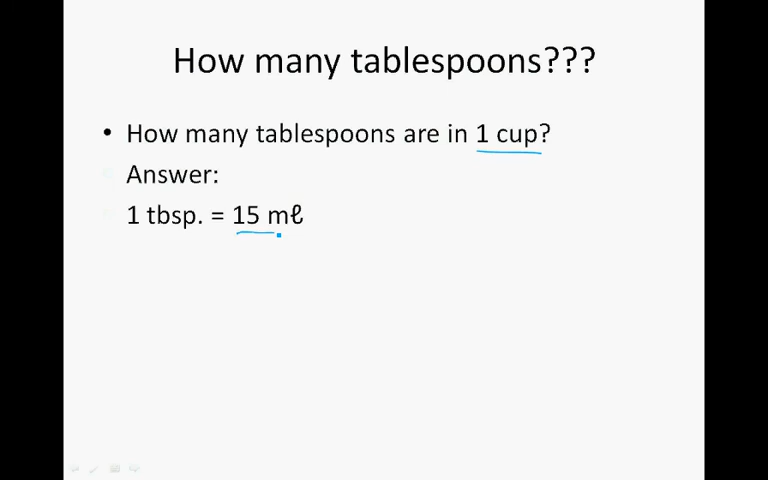 How many tablespoons???
• How many tablespoons are in 1 cup?
Answer:
1 tbsp. = 15 mℓ